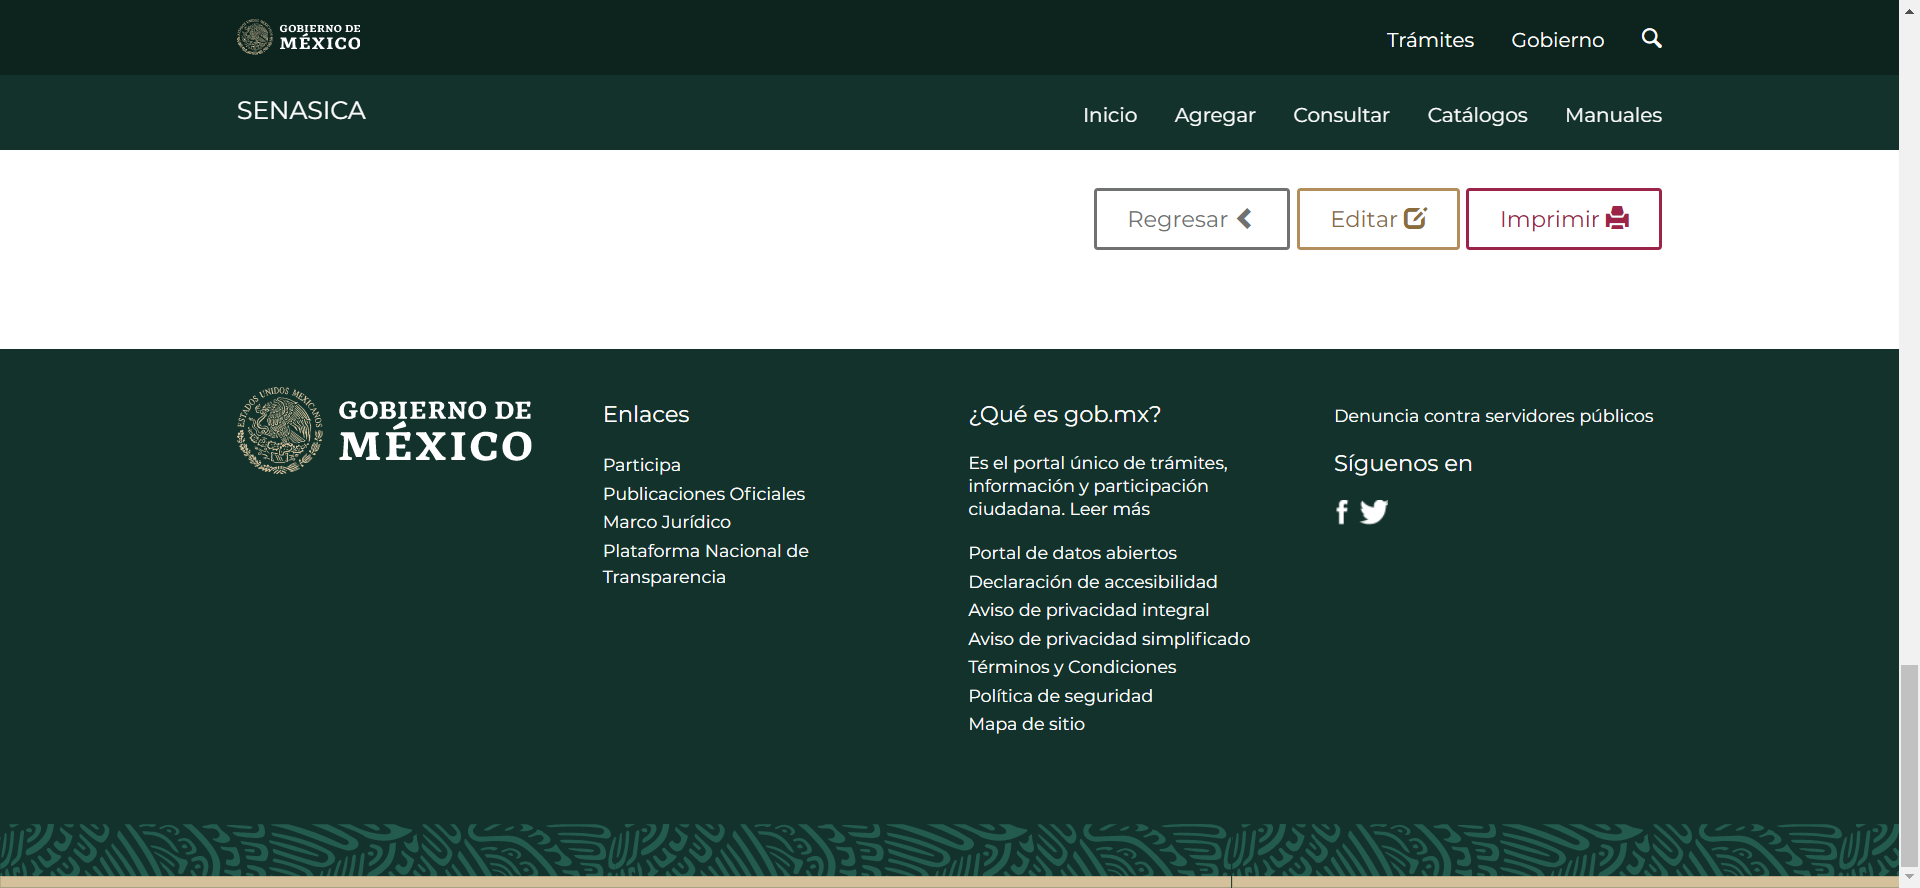 GOBIERNO DE
MÉXICO
Trámites
Gobierno
SENASICA
Inicio
Agregar
Consultar
Catálogos
Manuales
Regresar
Editar
Imprimir
ESTADOS UNIDOS MEXICANOS
GOBIERNO DE
MÉXICO
Enlaces
Participa
Publicaciones Oficiales
Marco Jurídico
Plataforma Nacional de
Transparencia
¿Qué es gob.mx?
Es el portal único de trámites,
información y participación
ciudadana. Leer más
Portal de datos abiertos
Declaración de accesibilidad
Aviso de privacidad integral
Aviso de privacidad simplificado
Términos y Condiciones
Política de seguridad
Mapa de sitio
Denuncia contra servidores públicos
Síguenos en